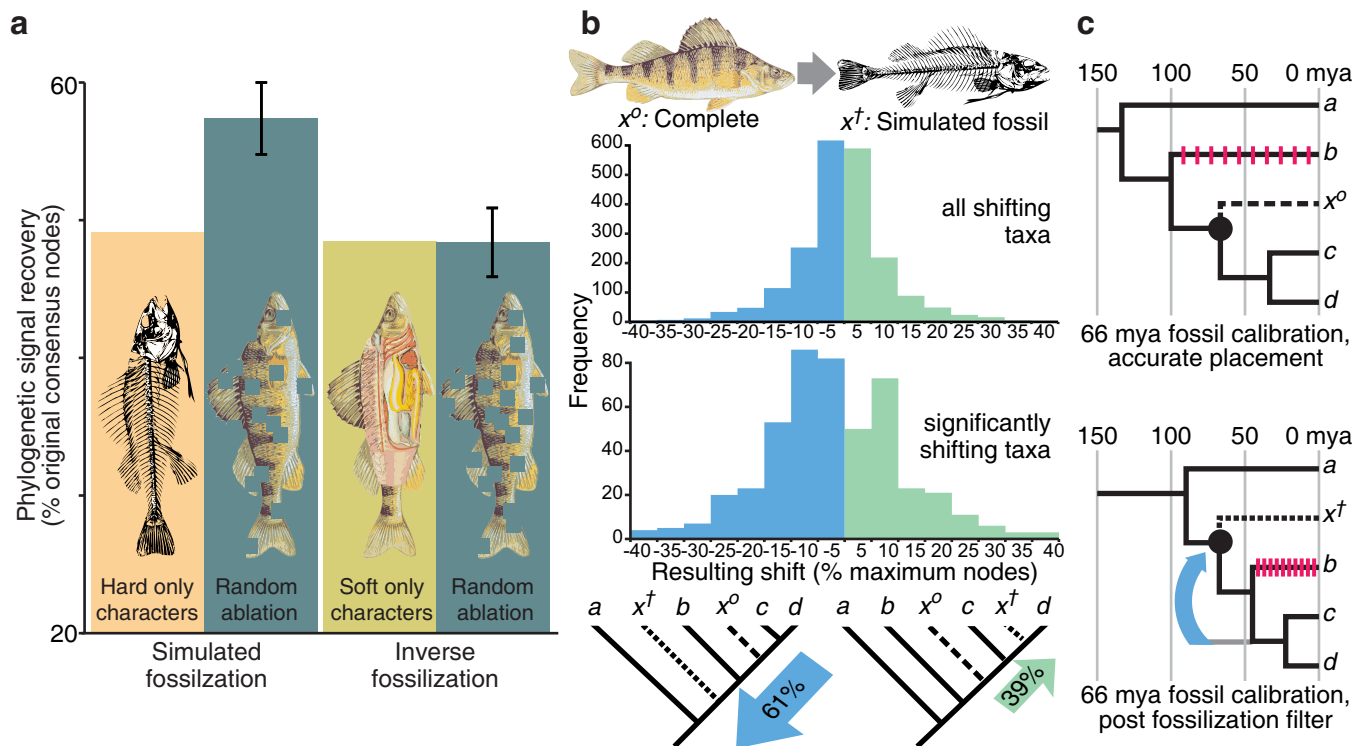 a
Phylogenetic signal recovery
(% original consensus nodes)
60
20
Hard only
characters
Random
ablation
Soft only
characters
Random
ablation
Simulated
fossilzation
Inverse
fossilization
b
x°: Complete
x†: Simulated fossil
Frequency
600
500
400
300
200
100
0
all shifting
taxa
-40 -35 -30 -25 -20 -15 -10 -5 5 10 15 20 25 30 35 40
80
60
40
20
0
significantly
shifting taxa
-40 -35 -30 -25 -20 -15 -10 -5 5 10 15 20 25 30 35 40
Resulting shift (% maximum nodes)
a x† b x° c d
61%
a b x° c x† d
39%
c
150 100 50 0 mya
a
b
x°
c
d
66 mya fossil calibration,
accurate placement
150 100 50 0 mya
a
x†
b
c
d
66 mya fossil calibration,
post fossilization filter